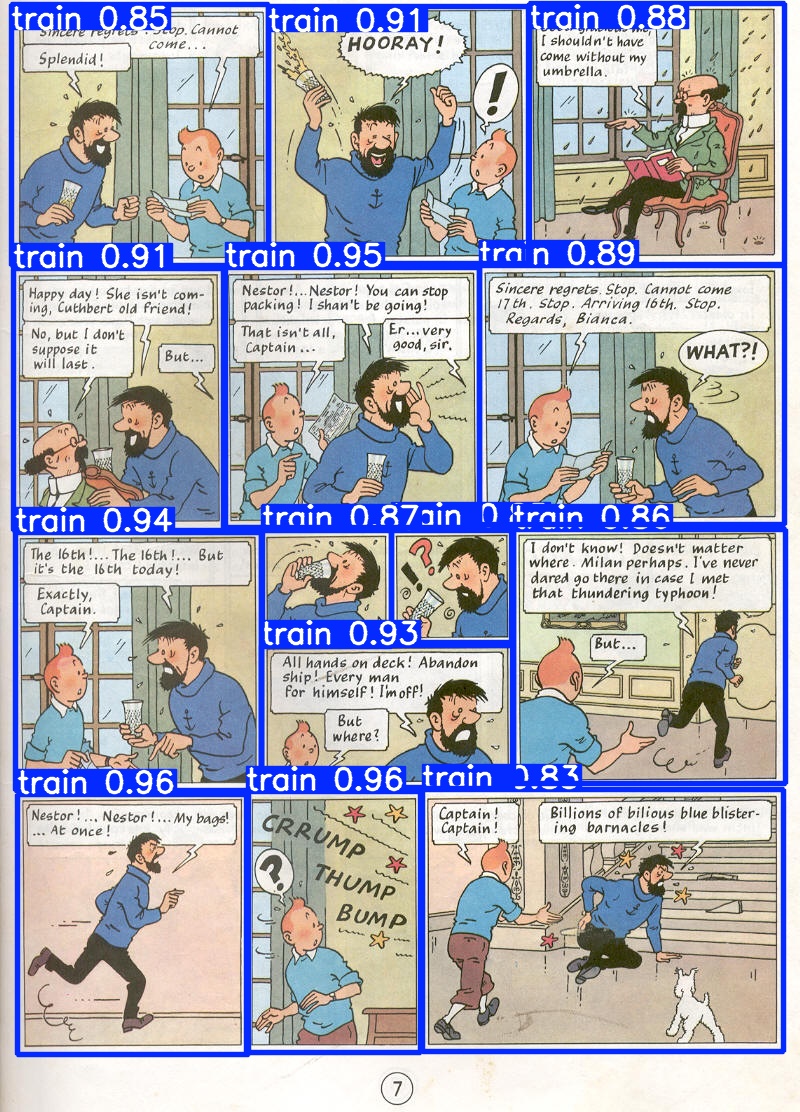 train 0.85
Sincere regrets. Stop. Cannot
come...
Splendid!
train 0.91
HOORAY!
!
train 0.88
I shouldn't have
come without my
umbrella.
train 0.91
Happy day! She isn't com-
ing, Cuthbert old friend!
No, but I don't
suppose it
will last.
But...
train 0.95
Nestor!...Nestor! You can stop
packing! I shan't be going!
That isn't all,
Captain...
Er...very
good, sir.
train 0.89
Sincere regrets. Stop. Cannot come
17th. Stop. Arriving 16th. Stop.
Regards, Bianca.
WHAT?!
train 0.94
The 16th!...The 16th!... But
it's the 16th today!
Exactly,
Captain.
train 0.87
!?
train 0.86
I don't know! Doesn't matter
where. Milan perhaps. I've never
dared go there in case I met
that thundering typhoon!
But...
train 0.93
All hands on deck! Abandon
ship! Every man
for himself! I'm off!
But
where?
train 0.96
Nestor!... Nestor!... My bags!
... At once!
train 0.96
CRRUMP
THUMP
BUMP
?
train 0.83
Captain!
Captain!
Billions of bilious blue blister-
ing barnacles!
7